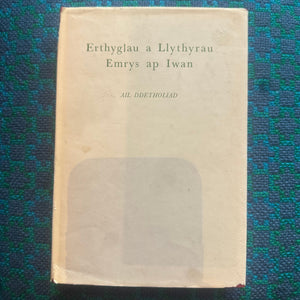 Erthyglau a Llythyrau
Emrys ap Iwan
AIL DDETHOLIAD